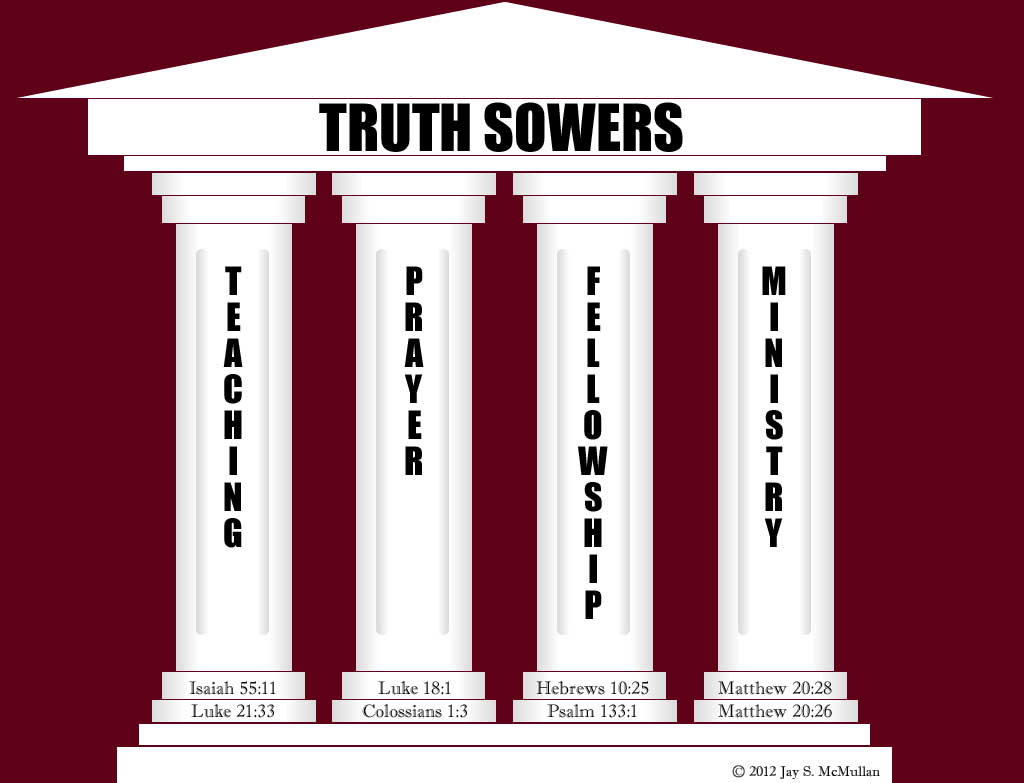 TRUTH SOWERS
TEACHING
PRAYER
FELLOWSHIP
MINISTRY
Isaiah 55:11
Luke 21:33
Luke 18:1
Colossians 1:3
Hebrews 10:25
Psalm 133:1
Matthew 20:28
Matthew 20:26
© 2012 Jay S. McMullan